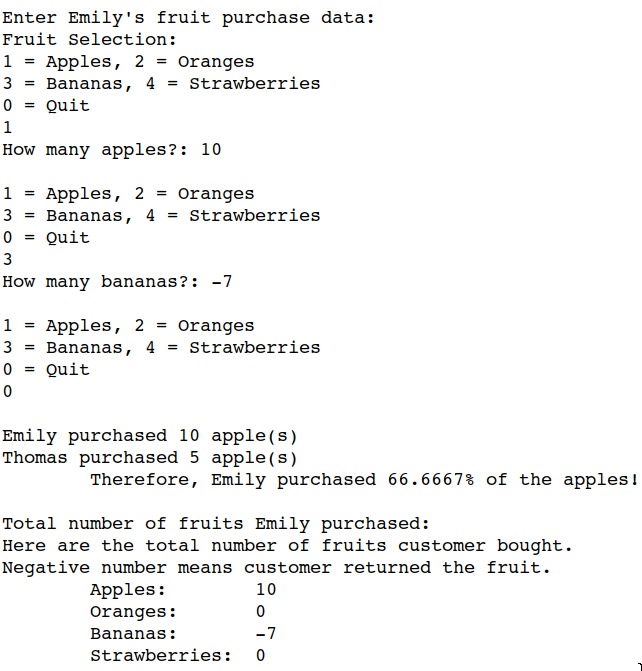 Enter Emily's fruit purchase data:
Fruit Selection:
1 = Apples, 2 = Oranges
3 = Bananas, 4 = Strawberries
0 = Quit
1
How many apples?: 10
1 = Apples, 2 = Oranges
3 = Bananas, 4 = Strawberries
0 = Quit
3
How many bananas?: -7
1 = Apples, 2 = Oranges
3 = Bananas, 4 = Strawberries
0 = Quit
0
Emily purchased 10 apple(s)
Thomas purchased 5 apple(s)
Therefore, Emily purchased 66.6667% of the apples!
Total number of fruits Emily purchased:
Here are the total number of fruits customer bought.
Negative number means customer returned the fruit.
Apples: 10
Oranges: 0
Bananas: -7
Strawberries: 0